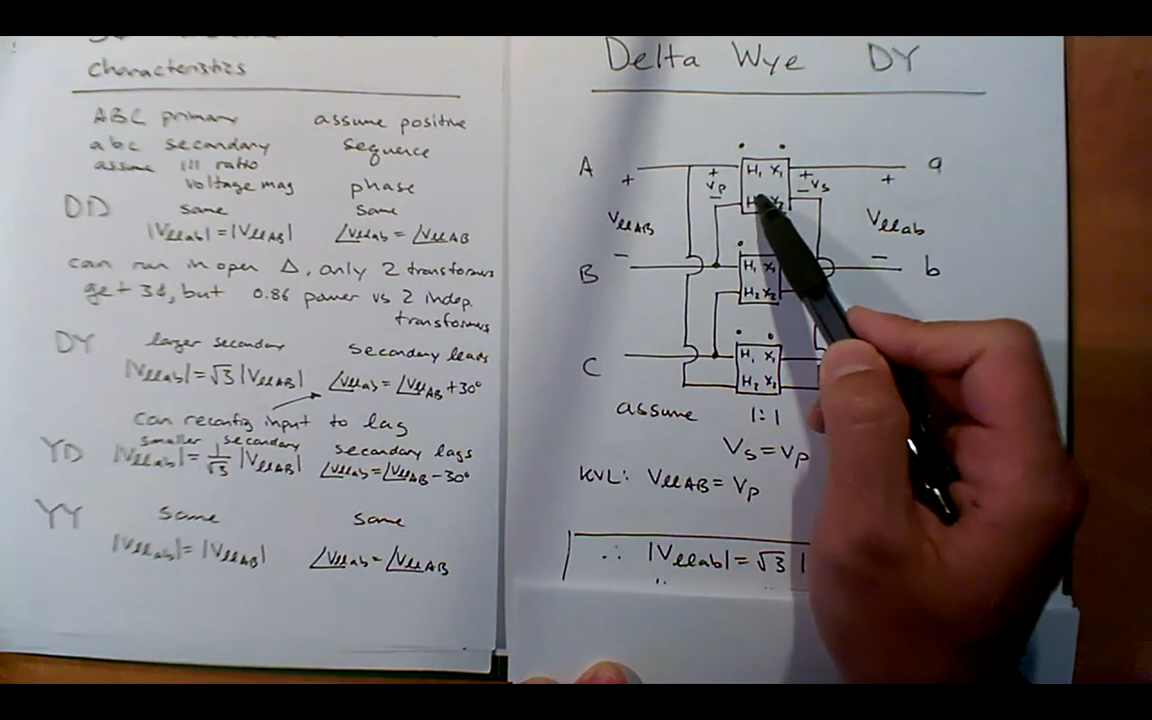 Characteristics
ABC primary assume positive
abc secondary sequence
assume 1:1 ratio
voltage mag phase
DD same same
|Vllab| = |VllAB| ∠Vllab = ∠VllAB
can run in open Δ, only 2 transformers
get 3φ, but 0.86 power vs 2 indep.
transformers
DY larger secondary secondary leads
|Vllab| = √3 |VllAB| ∠Vllab = ∠VllAB +30°
Can reconfig input to lag
YD smaller secondary secondary lags
|Vllab| = 1/√3 |VllAB| ∠Vllab = ∠VllAB -30°
YY same same
|Vllab| = |VllAB| ∠Vllab = ∠VllAB
Delta Wye DY
A + + Vp - H1 X1 + Vs - + a
X2
VllAB Vllab
B - H1 X1 - b
H2 X2
C H1 X1
H2 X2
assume 1:1
Vs = Vp
KVL: VllAB = Vp
∴ |Vllab| = √3 |